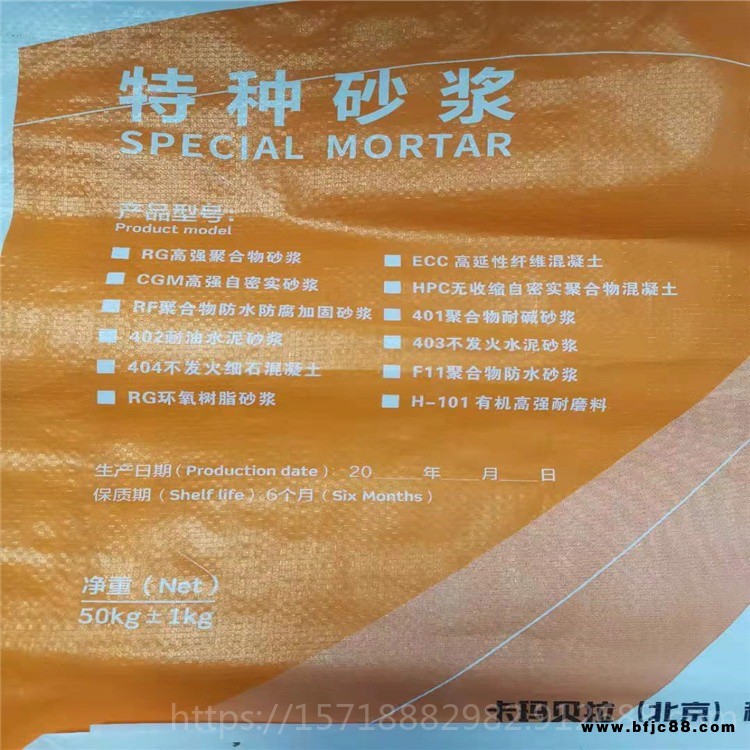 特种砂浆
SPECIAL MORTAR
产品型号:
Product model
RG高强聚合物砂浆
ECC 高延性纤维混凝土
CGM高强自密实砂浆
HPC无收缩自密实聚合物混凝土
RF聚合物防水防腐加固砂浆
401聚合物耐碱砂浆
402耐油水泥砂浆
403不发火水泥砂浆
404不发火细石混凝土
F11聚合物防水砂浆
RG环氧树脂砂浆
H-101 有机高强耐磨料
生产日期(Production date): 20 年 月 日
保质期(Shelf life): 6个月(Six Months)
净重(Net)
50kg±1kg
卡玛贝拉(北京)
www.bfjc88.com